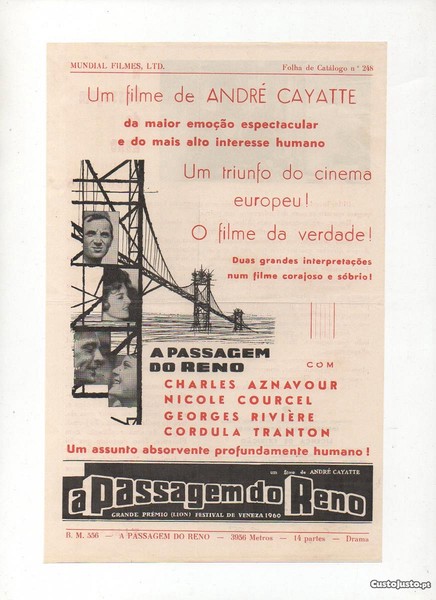 MUNDIAL FILMES, LTD. Folha de Catálogo n.º 248
Um filme de ANDRÉ CAYATTE
da maior emoção espectacular
e do mais alto interesse humano
Um triunfo do cinema
europeu!
O filme da verdade!
Duas grandes interpretações
num filme corajoso e sóbrio!
A PASSAGEM
DO RENO
COM
CHARLES AZNAVOUR
NICOLE COURCEL
GEORGES RIVIÈRE
CORDULA TRANTON
Um assunto absorvente profundamente humano!
um filme de ANDRÉ CAYATTE
a Passagem do Reno
GRANDE PRÉMIO (LION) FESTIVAL DE VENEZA 1960
B. M. 556 — A PASSAGEM DO RENO — 3956 Metros — 14 partes — Drama
CustoJusto.pt